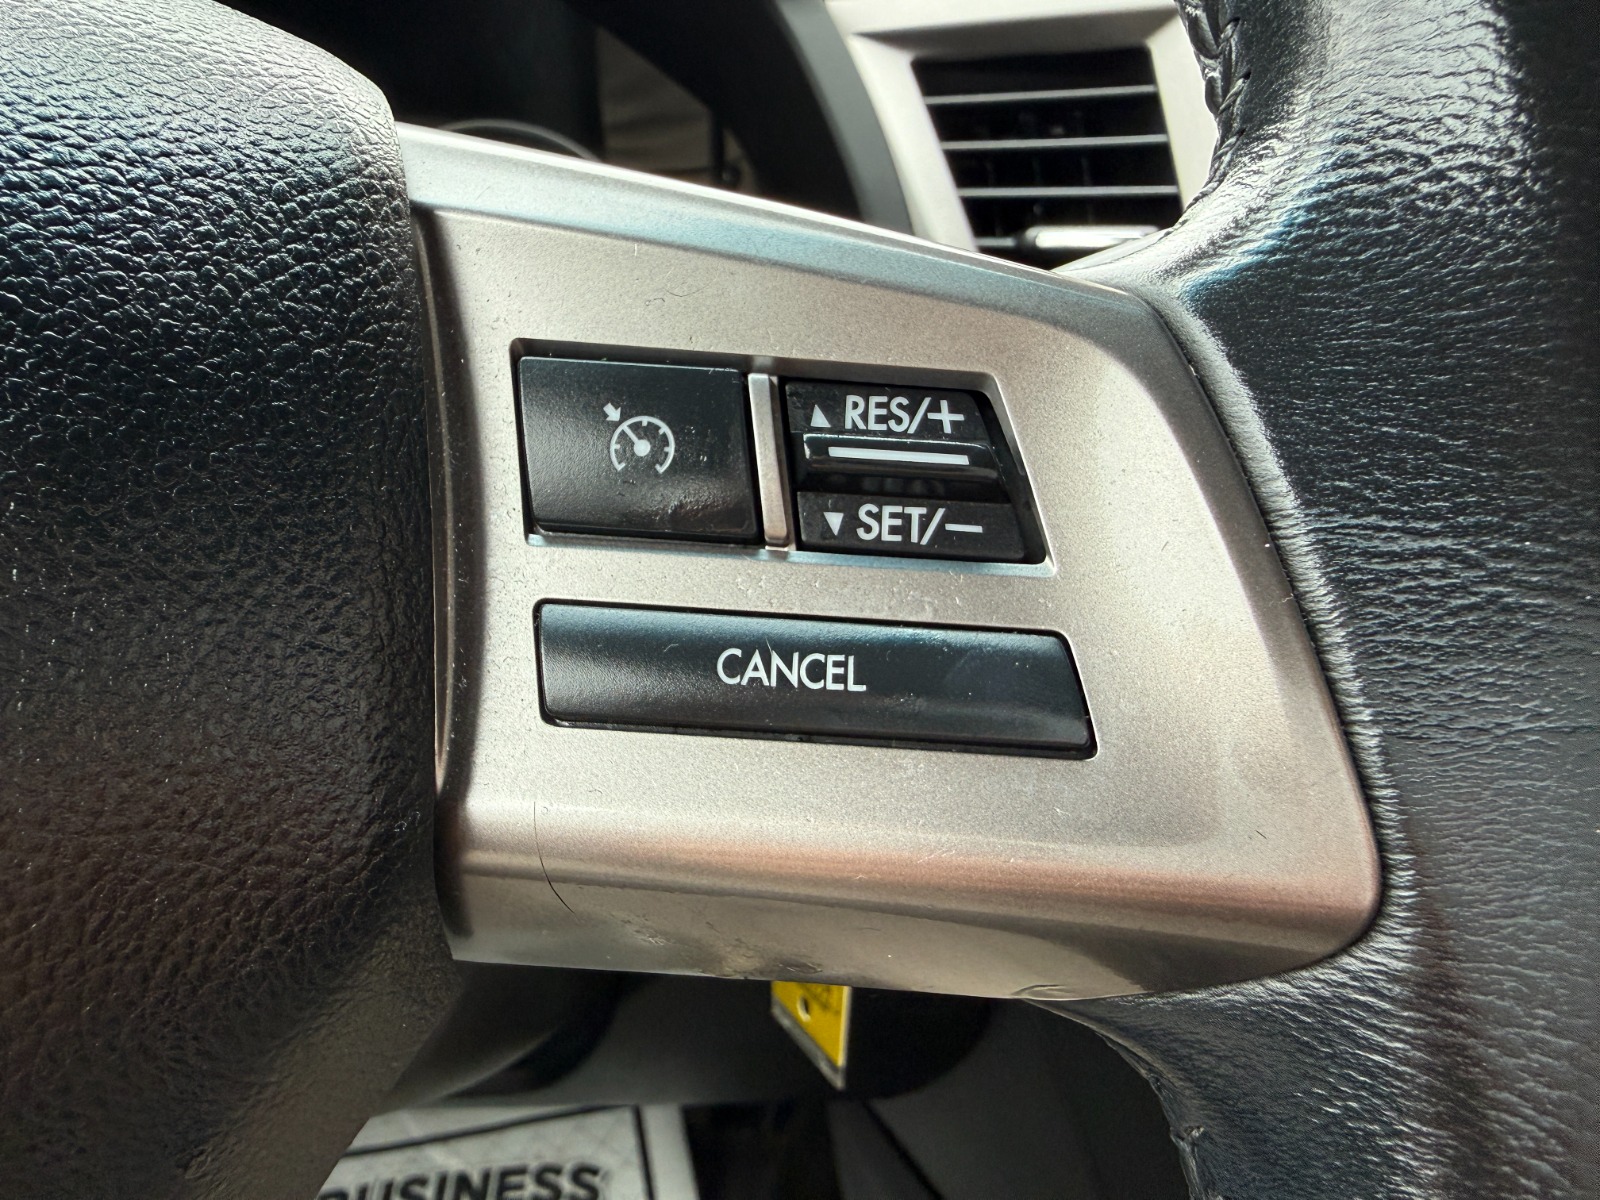 ▲ RES/+
▼ SET/−
CANCEL
BUSINESS